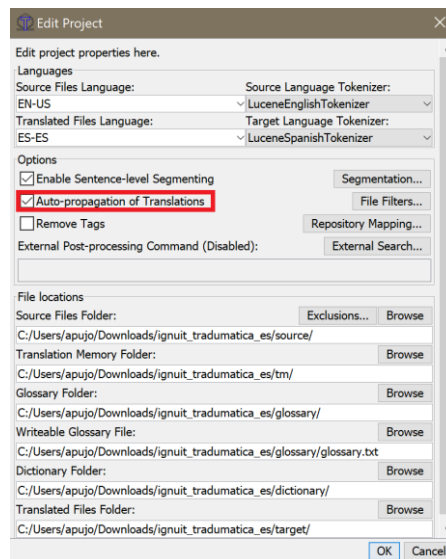 Edit Project
Edit project properties here.
Languages
Source Files Language: Source Language Tokenizer:
EN-US LuceneEnglishTokenizer
Translated Files Language: Target Language Tokenizer:
ES-ES LuceneSpanishTokenizer
Options
Enable Sentence-level Segmenting Segmentation...
Auto-propagation of Translations File Filters...
Remove Tags Repository Mapping...
External Post-processing Command (Disabled): External Search...
File locations
Source Files Folder: Exclusions... Browse
C:/Users/apujo/Downloads/ignuit_tradumatica_es/source/
Translation Memory Folder: Browse
C:/Users/apujo/Downloads/ignuit_tradumatica_es/tm/
Glossary Folder: Browse
C:/Users/apujo/Downloads/ignuit_tradumatica_es/glossary/
Writeable Glossary File: Browse
C:/Users/apujo/Downloads/ignuit_tradumatica_es/glossary/glossary.txt
Dictionary Folder: Browse
C:/Users/apujo/Downloads/ignuit_tradumatica_es/dictionary/
Translated Files Folder: Browse
C:/Users/apujo/Downloads/ignuit_tradumatica_es/target/
OK Cancel